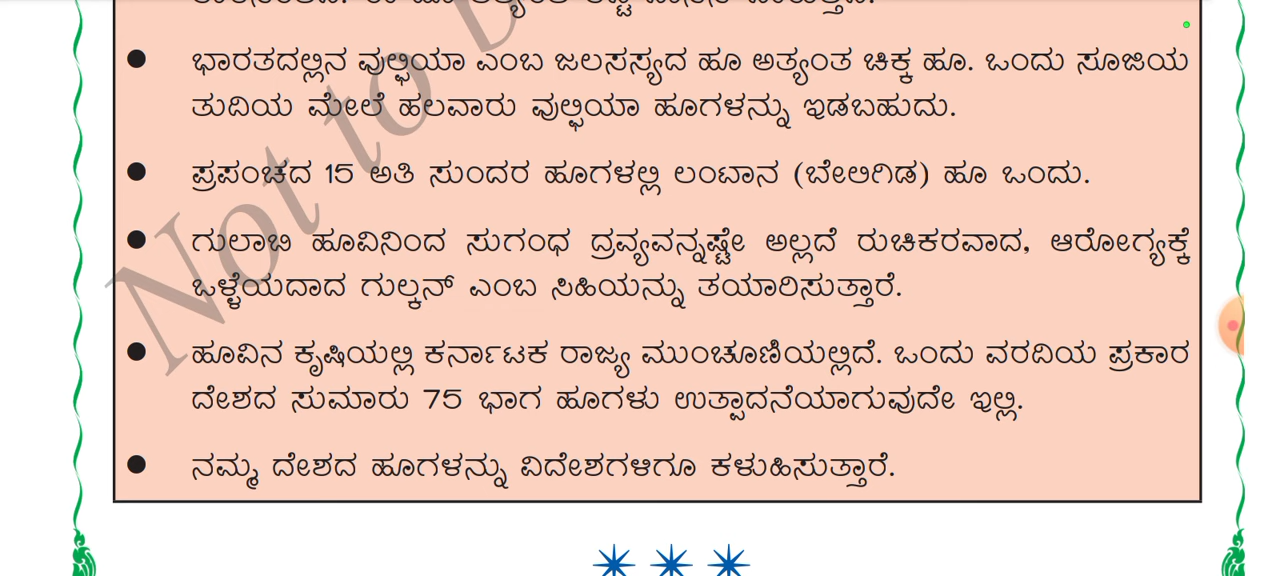 ● ಭಾರತದಲ್ಲಿನ ವುಲ್ಫಿಯಾ ಎಂಬ ಜಲಸಸ್ಯದ ಹೂ ಅತ್ಯಂತ ಚಿಕ್ಕ ಹೂ. ಒಂದು ಸೂಜಿಯ
ತುದಿಯ ಮೇಲೆ ಹಲವಾರು ವುಲ್ಫಿಯಾ ಹೂಗಳನ್ನು ಇಡಬಹುದು.
● ಪ್ರಪಂಚದ 15 ಅತಿ ಸುಂದರ ಹೂಗಳಲ್ಲಿ ಲಂಟಾನ (ಬೇಲಿಗಿಡ) ಹೂ ಒಂದು.
● ಗುಲಾಬಿ ಹೂವಿನಿಂದ ಸುಗಂಧ ದ್ರವ್ಯವನ್ನಷ್ಟೇ ಅಲ್ಲದೆ ರುಚಿಕರವಾದ, ಆರೋಗ್ಯಕ್ಕೆ
ಒಳ್ಳೆಯದಾದ ಗುಲ್ಕನ್ ಎಂಬ ಸಿಹಿಯನ್ನು ತಯಾರಿಸುತ್ತಾರೆ.
● ಹೂವಿನ ಕೃಷಿಯಲ್ಲಿ ಕರ್ನಾಟಕ ರಾಜ್ಯ ಮುಂಚೂಣಿಯಲ್ಲಿದೆ. ಒಂದು ವರದಿಯ ಪ್ರಕಾರ
ದೇಶದ ಸುಮಾರು 75 ಭಾಗ ಹೂಗಳು ಉತ್ಪಾದನೆಯಾಗುವುದೇ ಇಲ್ಲಿ.
● ನಮ್ಮ ದೇಶದ ಹೂಗಳನ್ನು ವಿದೇಶಗಳಿಗೂ ಕಳುಹಿಸುತ್ತಾರೆ.
Not to b